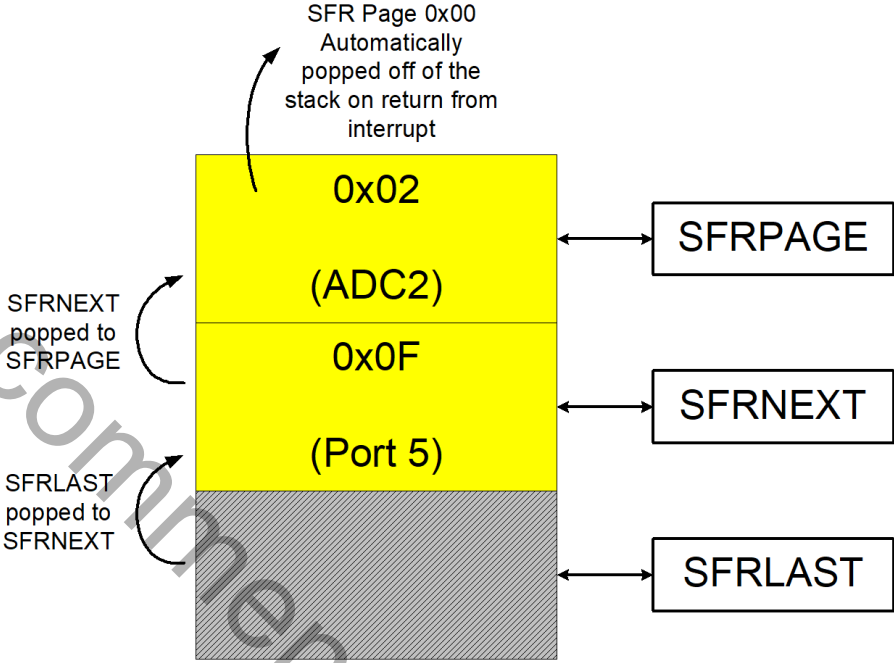 SFR Page 0x00
Automatically
popped off of the
stack on return from
interrupt
0x02
(ADC2)
SFRPAGE
SFRNEXT
popped to
SFRPAGE
0x0F
(Port 5)
SFRNEXT
SFRLAST
popped to
SFRNEXT
SFRLAST